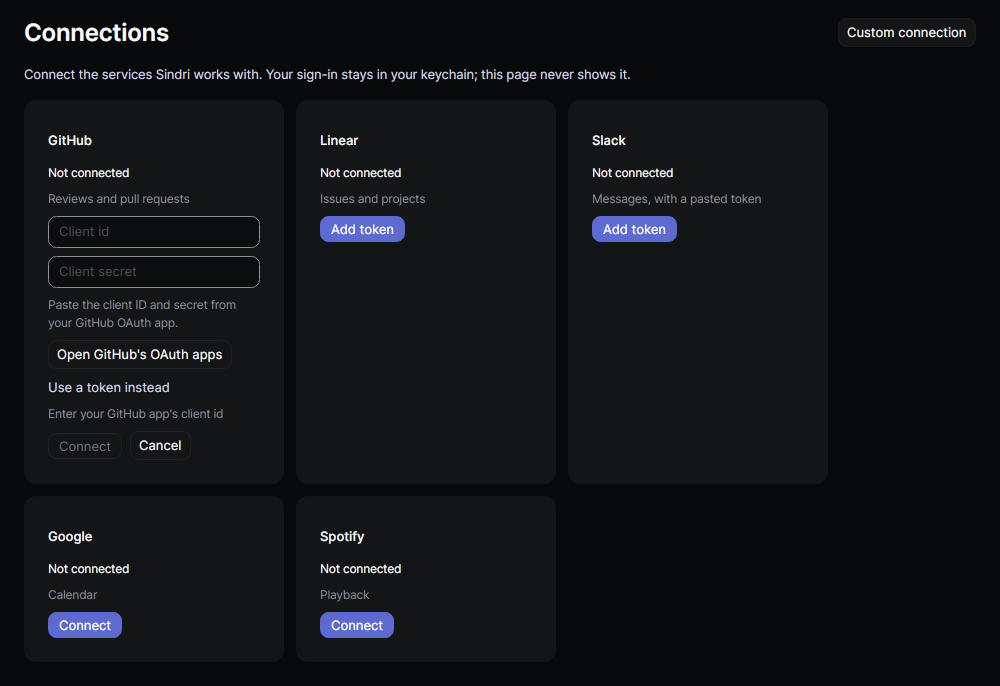 Connections
Custom connection
Connect the services Sindri works with. Your sign-in stays in your keychain; this page never shows it.
GitHub
Not connected
Reviews and pull requests
Client id
Client secret
Paste the client ID and secret from
your GitHub OAuth app.
Open GitHub's OAuth apps
Use a token instead
Enter your GitHub app's client id
Connect
Cancel
Linear
Not connected
Issues and projects
Add token
Slack
Not connected
Messages, with a pasted token
Add token
Google
Not connected
Calendar
Connect
Spotify
Not connected
Playback
Connect